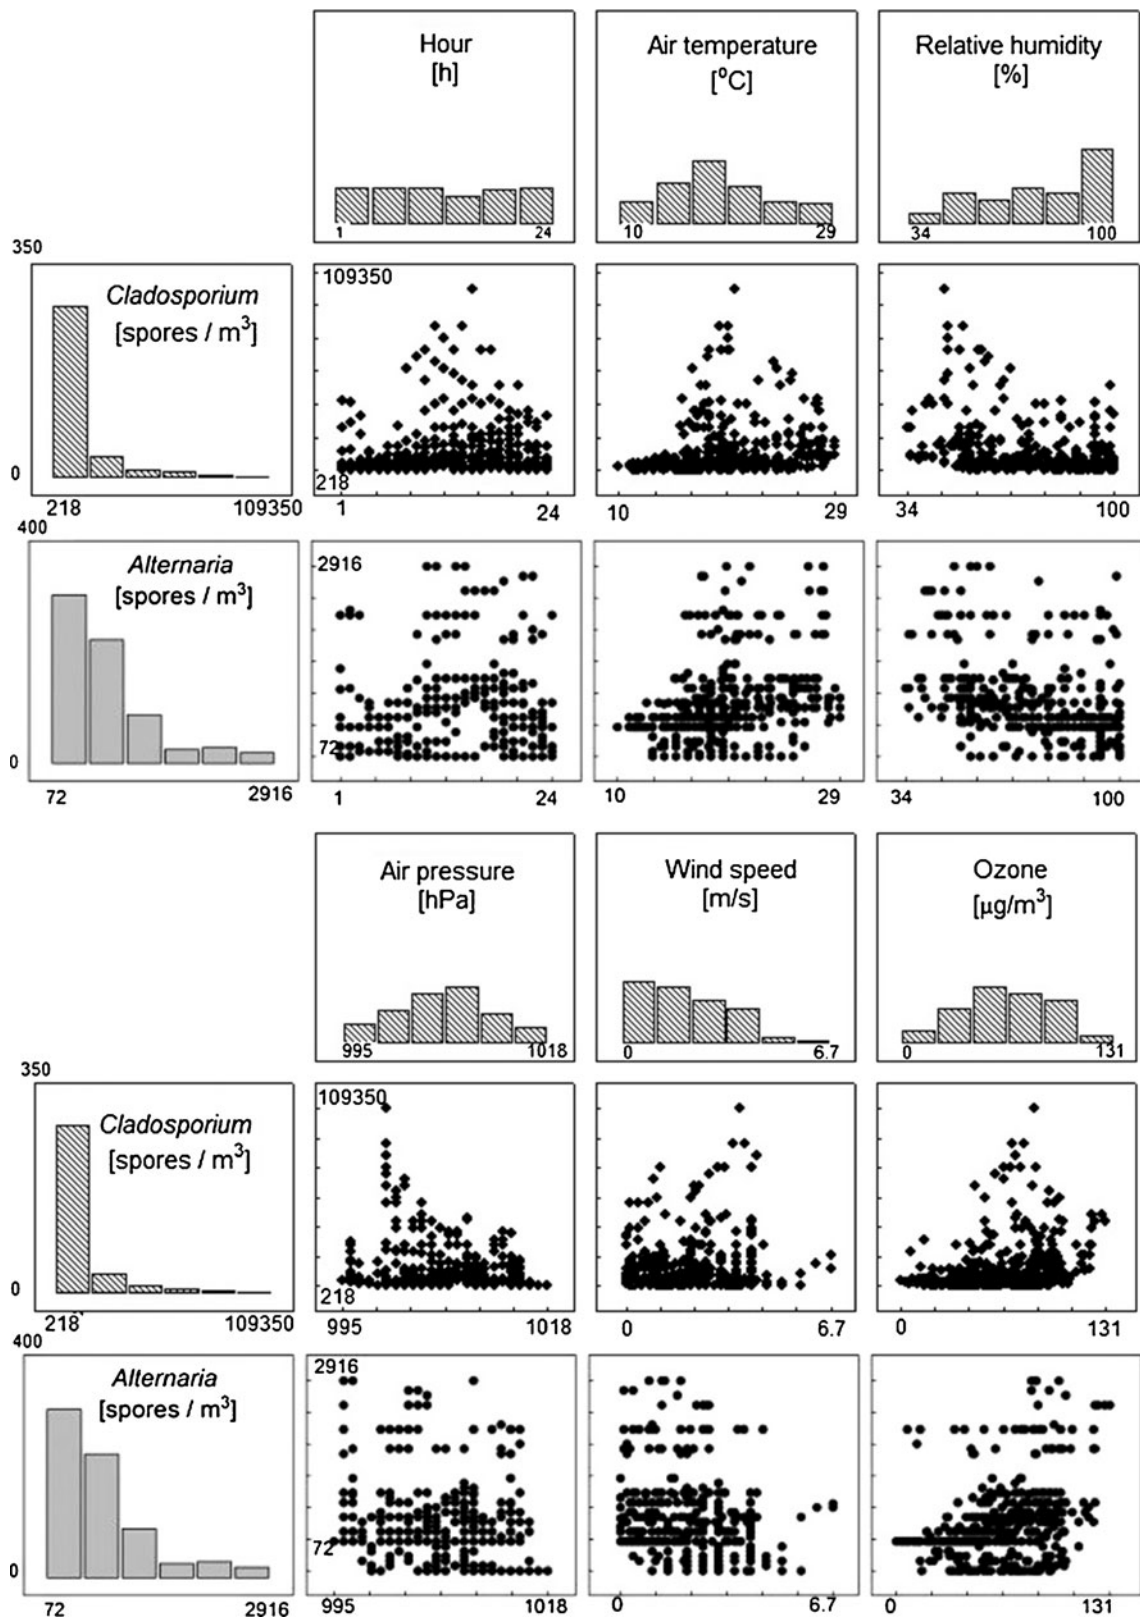 Hour
[h]
Air temperature
[°C]
Relative humidity
[%]
1 24
10 29
34 100
350
Cladosporium
[spores / m³]
0
218 109350
109350
218
1 24
10 29
34 100
400
Alternaria
[spores / m³]
0
72 2916
2916
72
1 24
10 29
34 100
Air pressure
[hPa]
Wind speed
[m/s]
Ozone
[µg/m³]
995 1018
0 6.7
0 131
350
Cladosporium
[spores / m³]
0
218 109350
109350
218
995 1018
0 6.7
0 131
400
Alternaria
[spores / m³]
0
72 2916
2916
72
995 1018
0 6.7
0 131